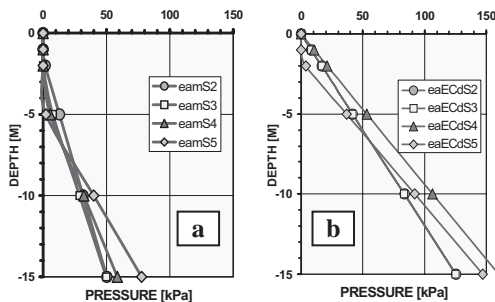 PRESSURE [kPa]
0 50 100 150
0
-5
-10
-15
DEPTH [M]
eamS2
eamS3
eamS4
eamS5
a
PRESSURE [kPa]
0 50 100 150
0
-5
-10
-15
DEPTH [M]
eaECdS2
eaECdS3
eaECdS4
eaECdS5
b